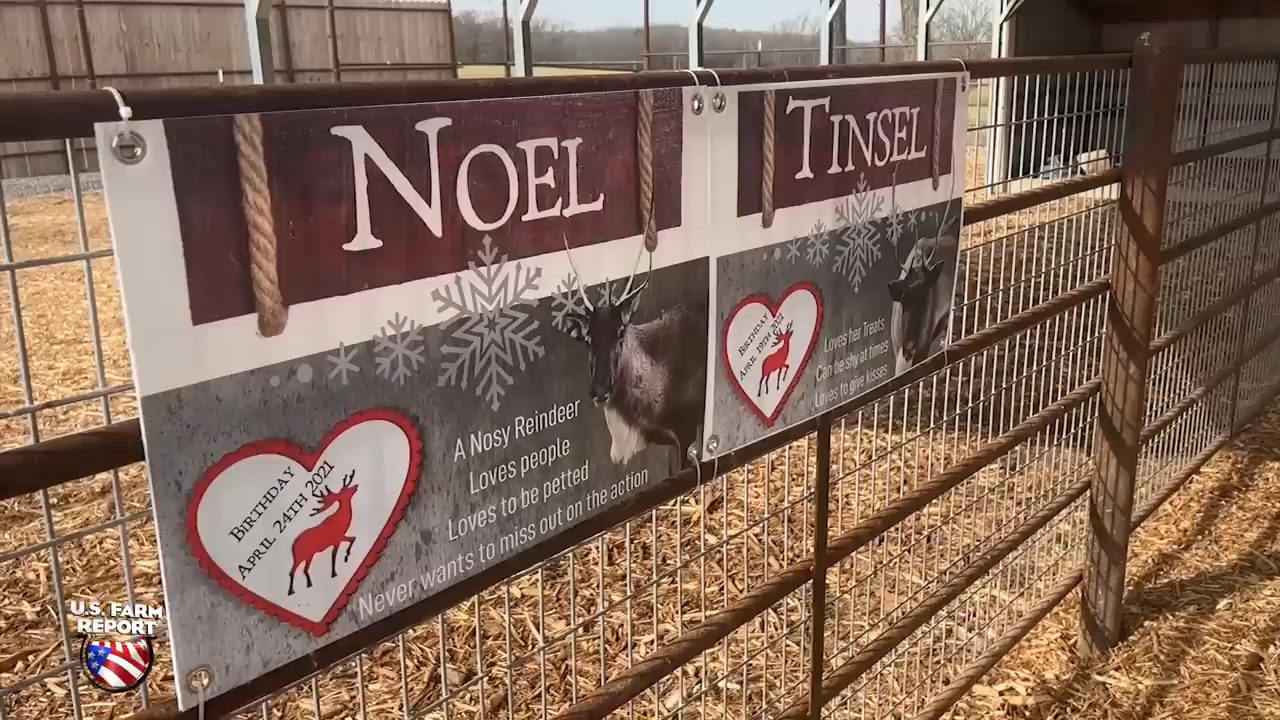 NOEL
BIRTHDAY
APRIL 24TH 2021
A Nosy Reindeer
Loves people
Loves to be petted
Never wants to miss out on the action
TINSEL
BIRTHDAY
APRIL 19TH 2021
Loves her Treats
Can be shy at times
Loves to give kisses
U.S. FARM
REPORT